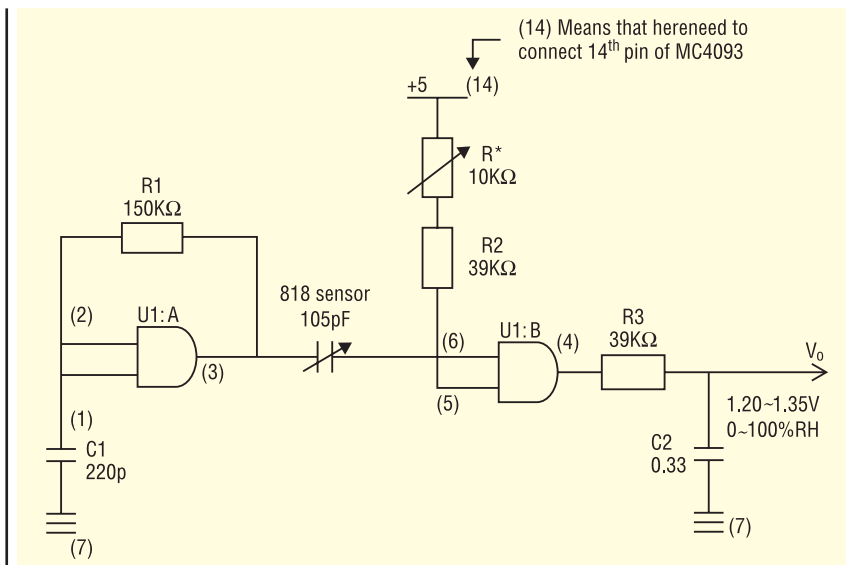 (14) Means that hereneed to
connect 14th pin of MC4093
+5
(14)
R*
10KΩ
R1
150KΩ
R2
39KΩ
818 sensor
105pF
(2)
U1:A
(3)
(6)
U1:B
(4)
R3
39KΩ
Vo
(5)
1.20~1.35V
0~100%RH
(1)
C1
220p
C2
0.33
(7)
(7)